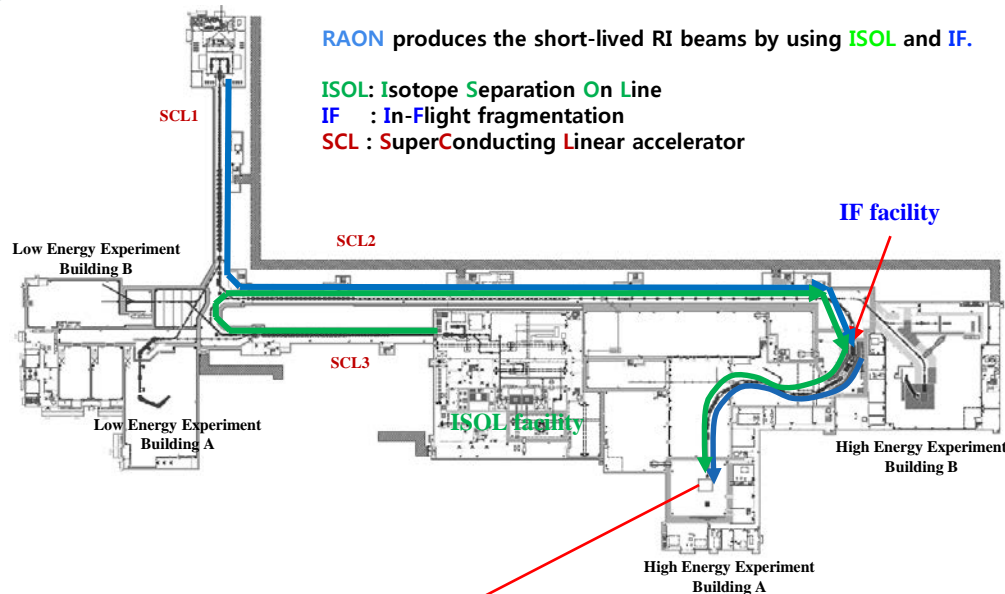 RAON produces the short-lived RI beams by using ISOL and IF.
ISOL: Isotope Separation On Line
IF : In-Flight fragmentation
SCL : SuperConducting Linear accelerator
SCL1
IF facility
SCL2
Low Energy Experiment
Building B
SCL3
ISOL facility
Low Energy Experiment
Building A
High Energy Experiment
Building B
High Energy Experiment
Building A